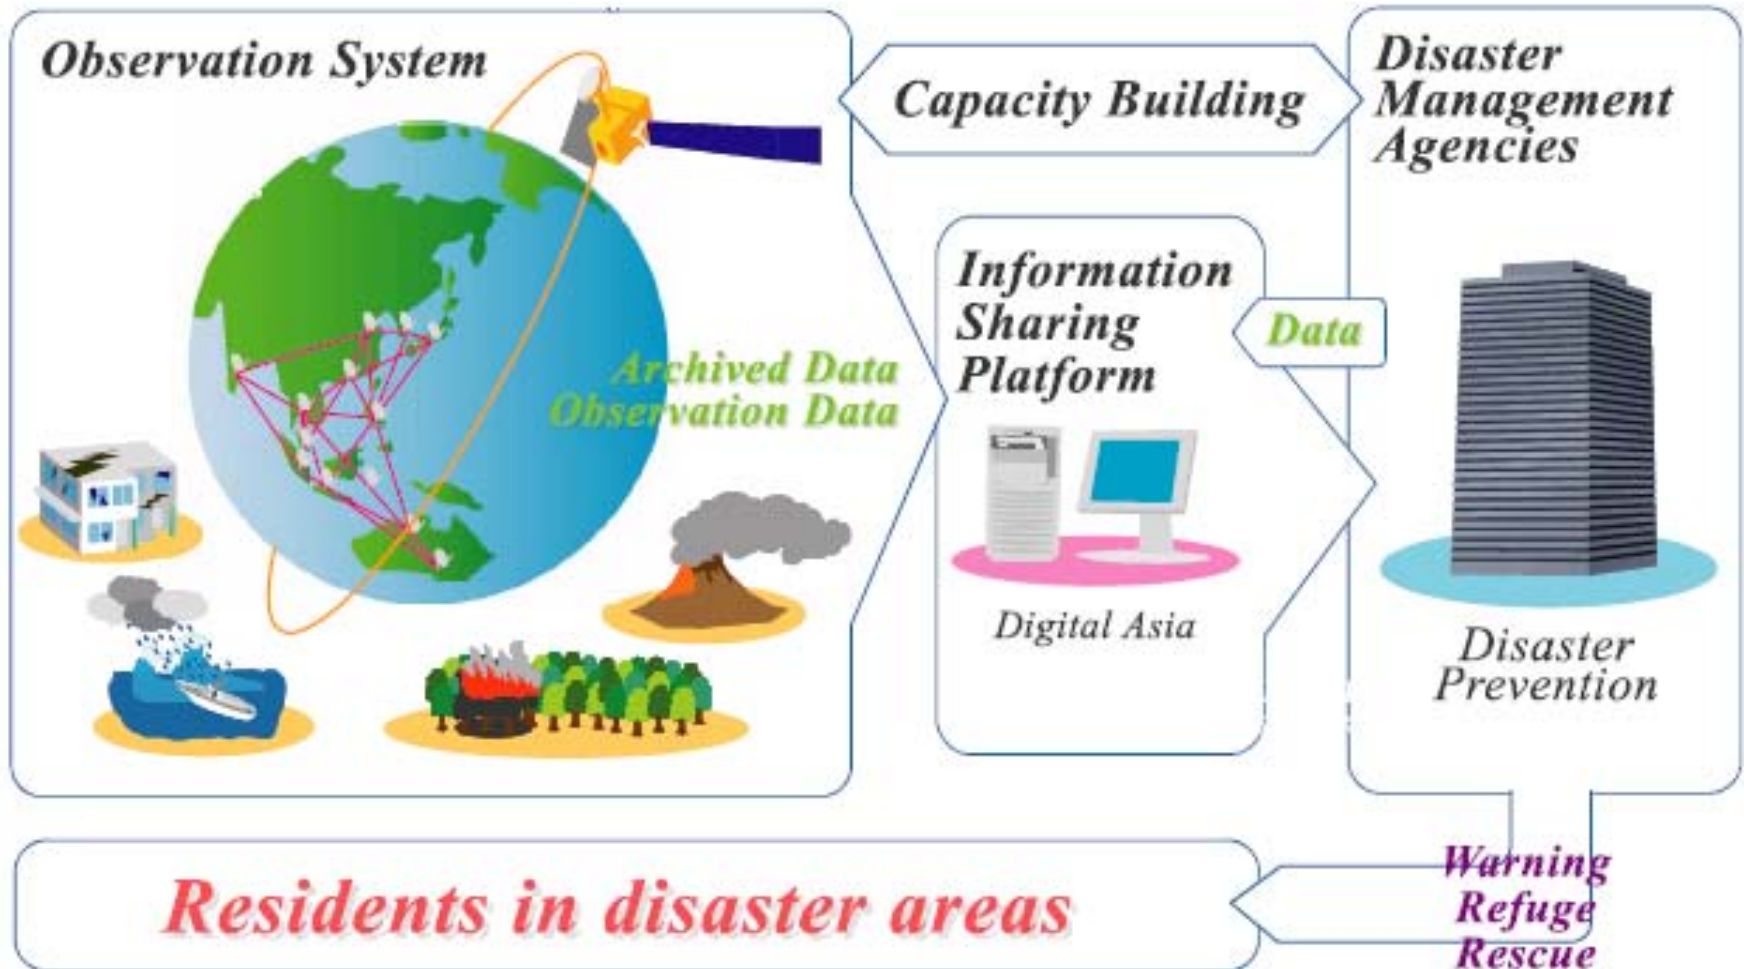 Observation System
Archived Data
Observation Data
Capacity Building
Information
Sharing
Platform
Digital Asia
Data
Disaster
Management
Agencies
Disaster
Prevention
Warning
Refuge
Rescue
Residents in disaster areas